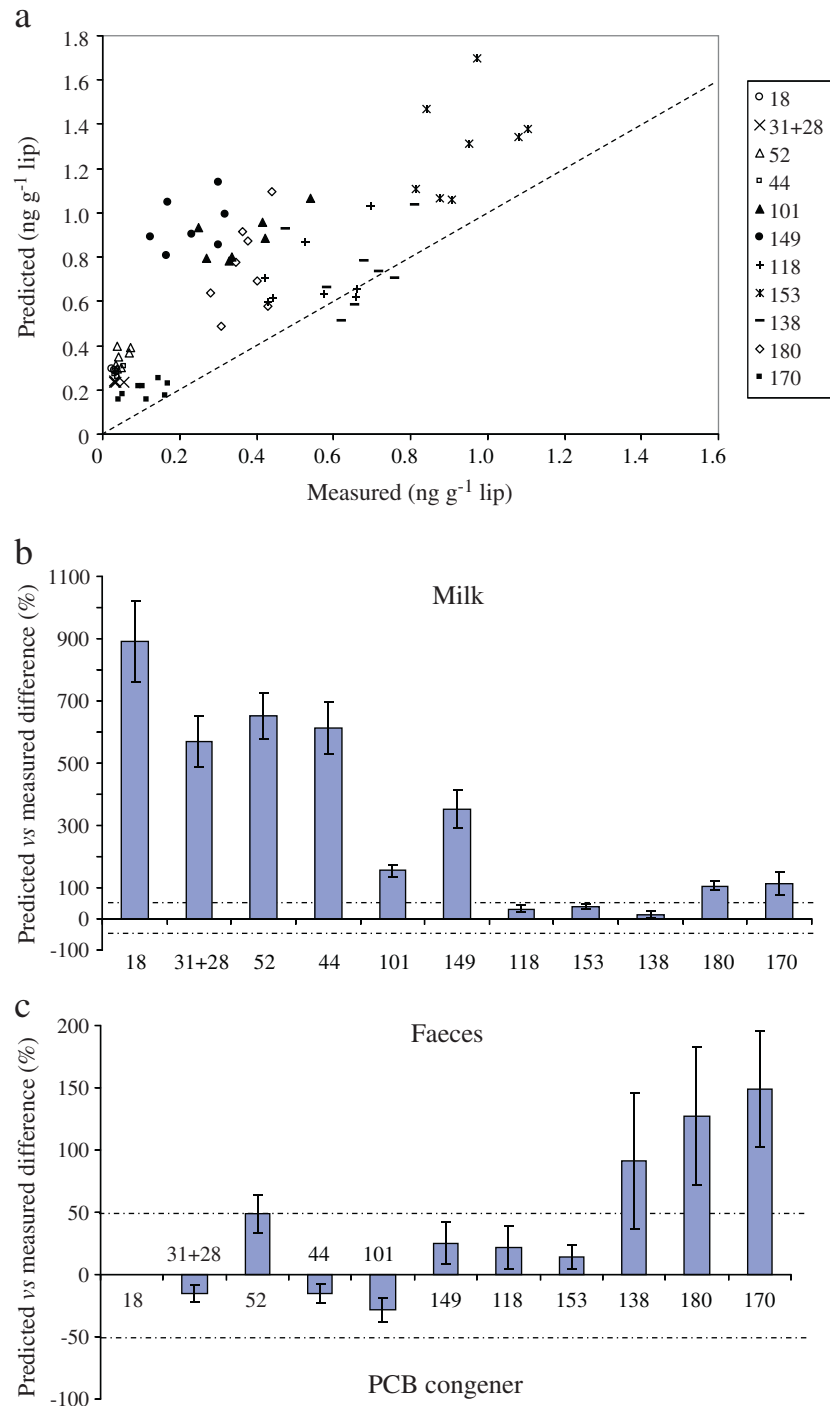 a
1.8
1.6
1.4
1.2
1.0
0.8
0.6
0.4
0.2
0
Predicted (ng g⁻¹ lip)
0 0.2 0.4 0.6 0.8 1.0 1.2 1.4 1.6
Measured (ng g⁻¹ lip)
18
31+28
52
44
101
149
118
153
138
180
170
b
Milk
1100
900
700
500
300
100
0
-100
Predicted vs measured difference (%)
18 31+28 52 44 101 149 118 153 138 180 170
c
Faeces
200
150
100
50
0
-50
-100
Predicted vs measured difference (%)
31+28 44 101
18 52 149 118 153 138 180 170
PCB congener